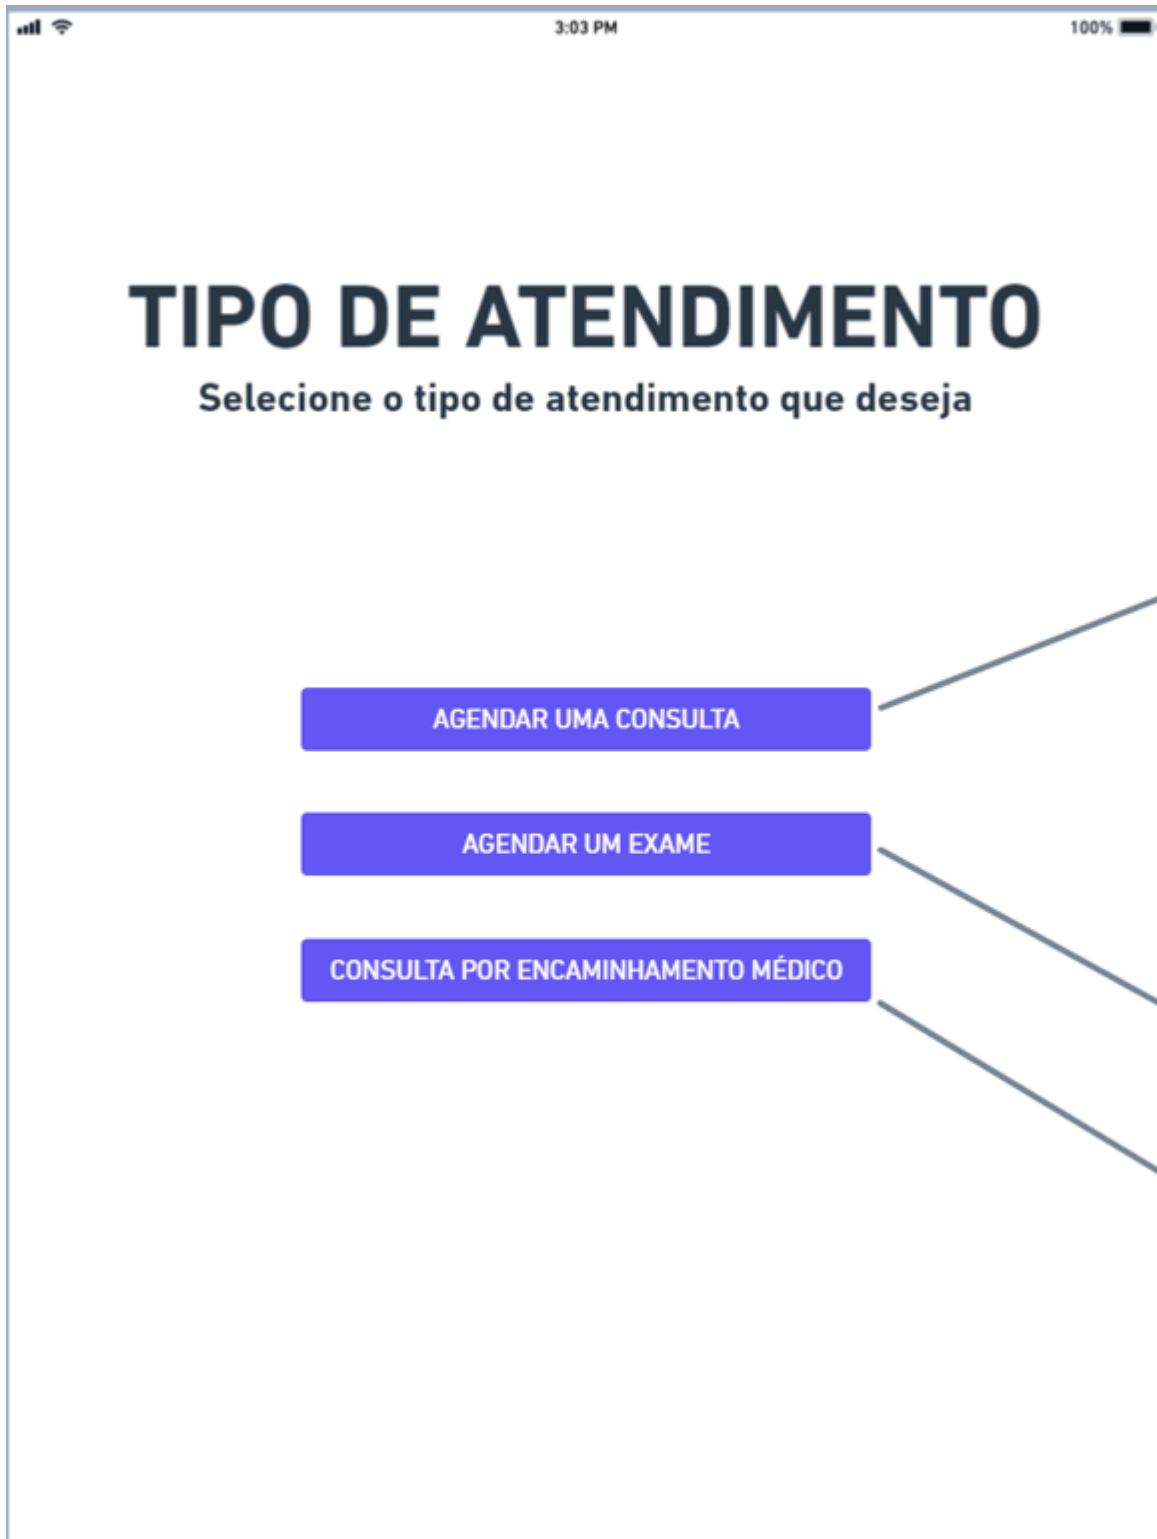 3:03 PM
100%
TIPO DE ATENDIMENTO
Selecione o tipo de atendimento que deseja
AGENDAR UMA CONSULTA
AGENDAR UM EXAME
CONSULTA POR ENCAMINHAMENTO MÉDICO